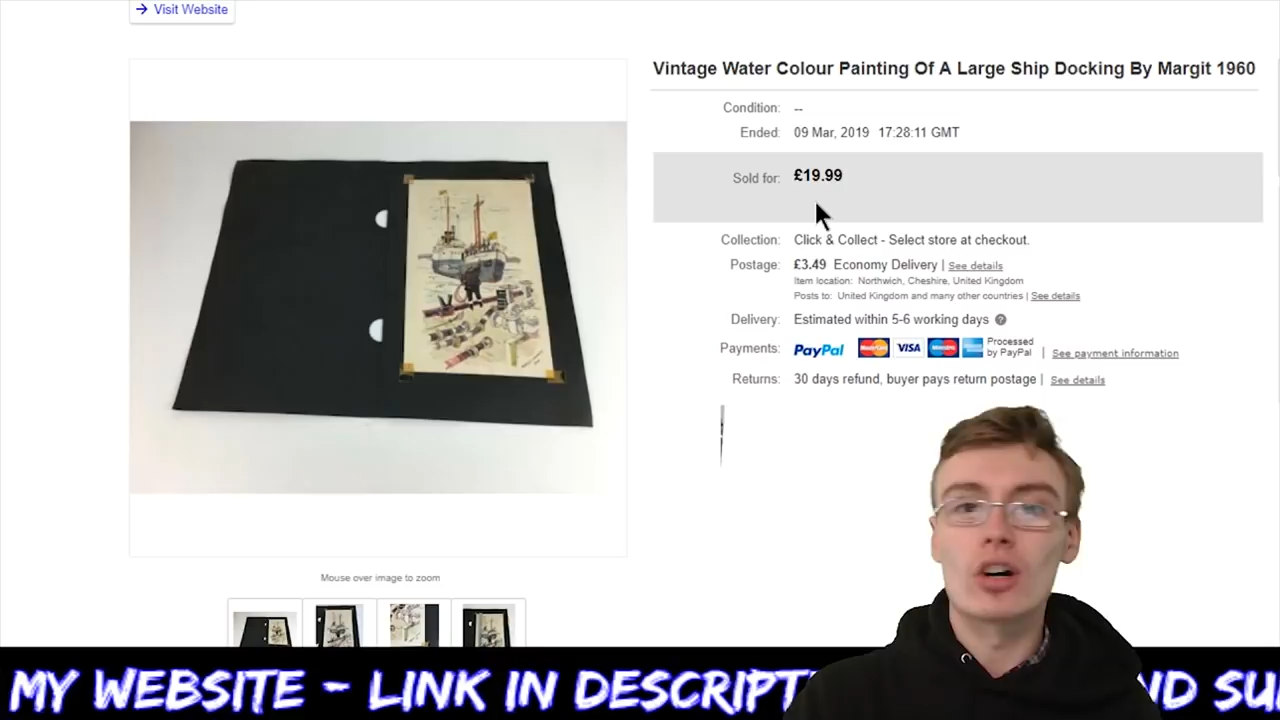 Visit Website
Vintage Water Colour Painting Of A Large Ship Docking By Margit 1960
Condition: --
Ended: 09 Mar, 2019 17:28:11 GMT
Sold for: £19.99
Collection: Click & Collect - Select store at checkout.
Postage: £3.49 Economy Delivery | See details
Item location: Northwich, Cheshire, United Kingdom
Posts to: United Kingdom and many other countries | See details
Delivery: Estimated within 5-6 working days
Payments: PayPal MasterCard VISA Maestro Processed by PayPal | See payment information
Returns: 30 days refund, buyer pays return postage | See details
Mouse over image to zoom
MY WEBSITE - LINK IN DESCRIPT ND SU